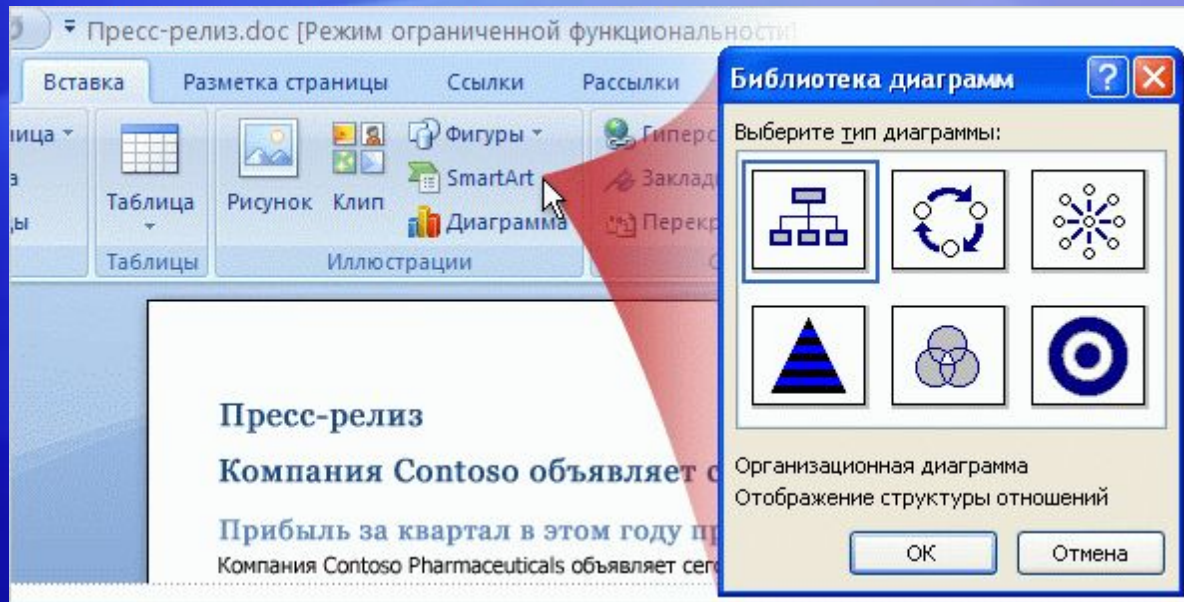 Пресс-релиз.doc [Режим ограниченной функциональности
Вставка Разметка страницы Ссылки Рассылки
Таблица
Рисунок
Клип
Фигуры
SmartArt
Диаграмма
Таблицы
Иллюстрации
Библиотека диаграмм
Выберите тип диаграммы:
Организационная диаграмма
Отображение структуры отношений
ОК Отмена
Пресс-релиз
Компания Contoso объявляет
Прибыль за квартал в этом году
Компания Contoso Pharmaceuticals объявляет